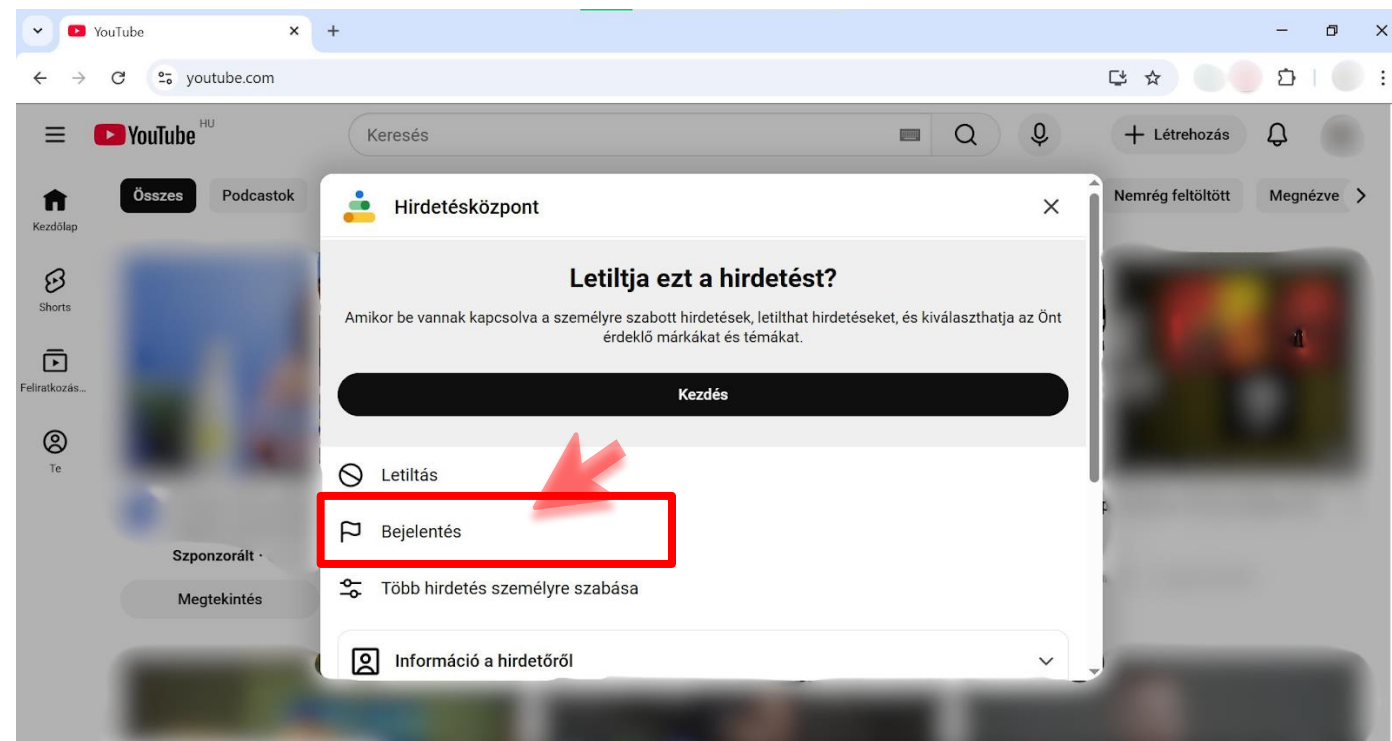 YouTube
youtube.com
YouTube HU
Keresés
Létrehozás
Összes
Podcastok
Nemrég feltöltött
Megnézve
Kezdőlap
Shorts
Feliratkozás...
Te
Hirdetésközpont
Letiltja ezt a hirdetést?
Amikor be vannak kapcsolva a személyre szabott hirdetések, letilthat hirdetéseket, és kiválaszthatja az Önt
érdeklő márkákat és témákat.
Kezdés
Letiltás
Bejelentés
Több hirdetés személyre szabása
Információ a hirdetőről
Szponzorált ·
Megtekintés